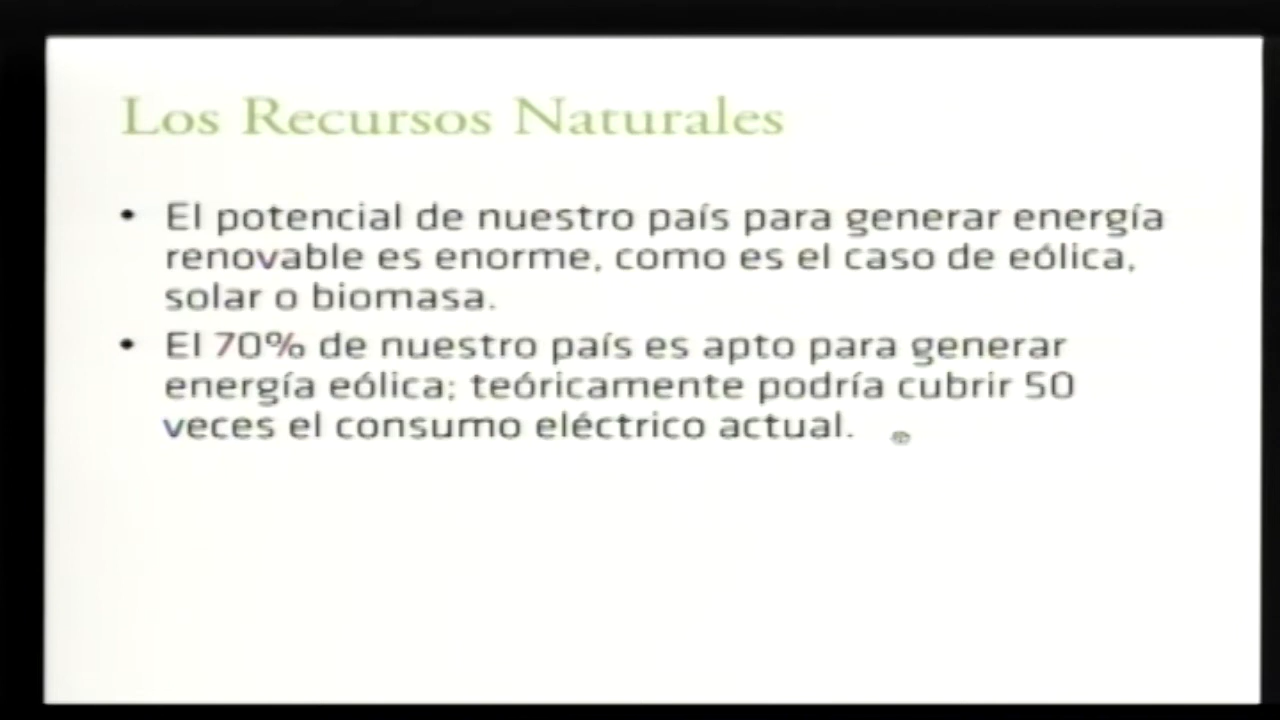 Los Recursos Naturales
• El potencial de nuestro país para generar energía
renovable es enorme, como es el caso de eólica,
solar o biomasa.
• El 70% de nuestro país es apto para generar
energía eólica; teóricamente podría cubrir 50
veces el consumo eléctrico actual.